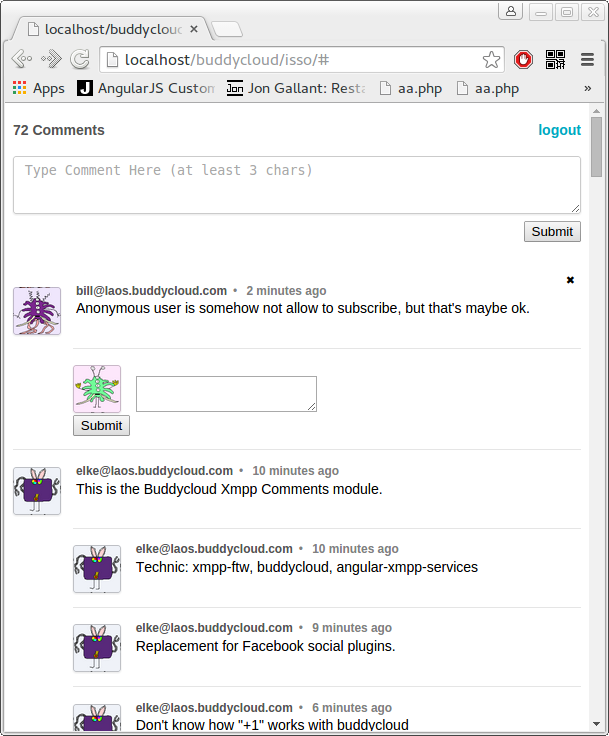 localhost/buddycloud
localhost/buddycloud/isso/#
Apps
AngularJS Custom
Jon Jon Gallant: Resta
aa.php
aa.php
»
72 Comments
logout
Type Comment Here (at least 3 chars)
Submit
bill@laos.buddycloud.com • 2 minutes ago
Anonymous user is somehow not allow to subscribe, but that's maybe ok.
Submit
elke@laos.buddycloud.com • 10 minutes ago
This is the Buddycloud Xmpp Comments module.
elke@laos.buddycloud.com • 10 minutes ago
Technic: xmpp-ftw, buddycloud, angular-xmpp-services
elke@laos.buddycloud.com • 9 minutes ago
Replacement for Facebook social plugins.
elke@laos.buddycloud.com • 6 minutes ago
Don't know how "+1" works with buddycloud